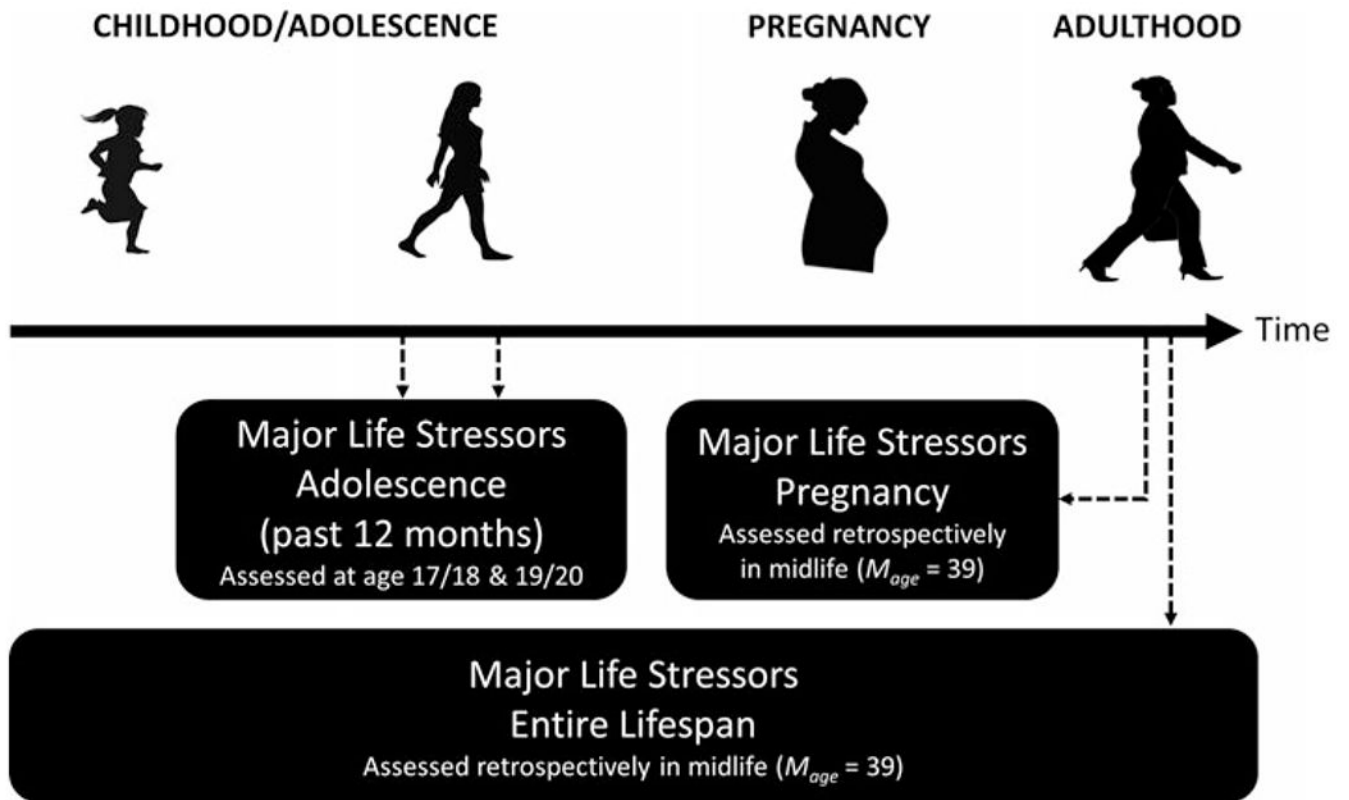 CHILDHOOD/ADOLESCENCE
PREGNANCY
ADULTHOOD
Time
Major Life Stressors
Adolescence
(past 12 months)
Assessed at age 17/18 & 19/20
Major Life Stressors
Pregnancy
Assessed retrospectively
in midlife (Mage = 39)
Major Life Stressors
Entire Lifespan
Assessed retrospectively in midlife (Mage = 39)